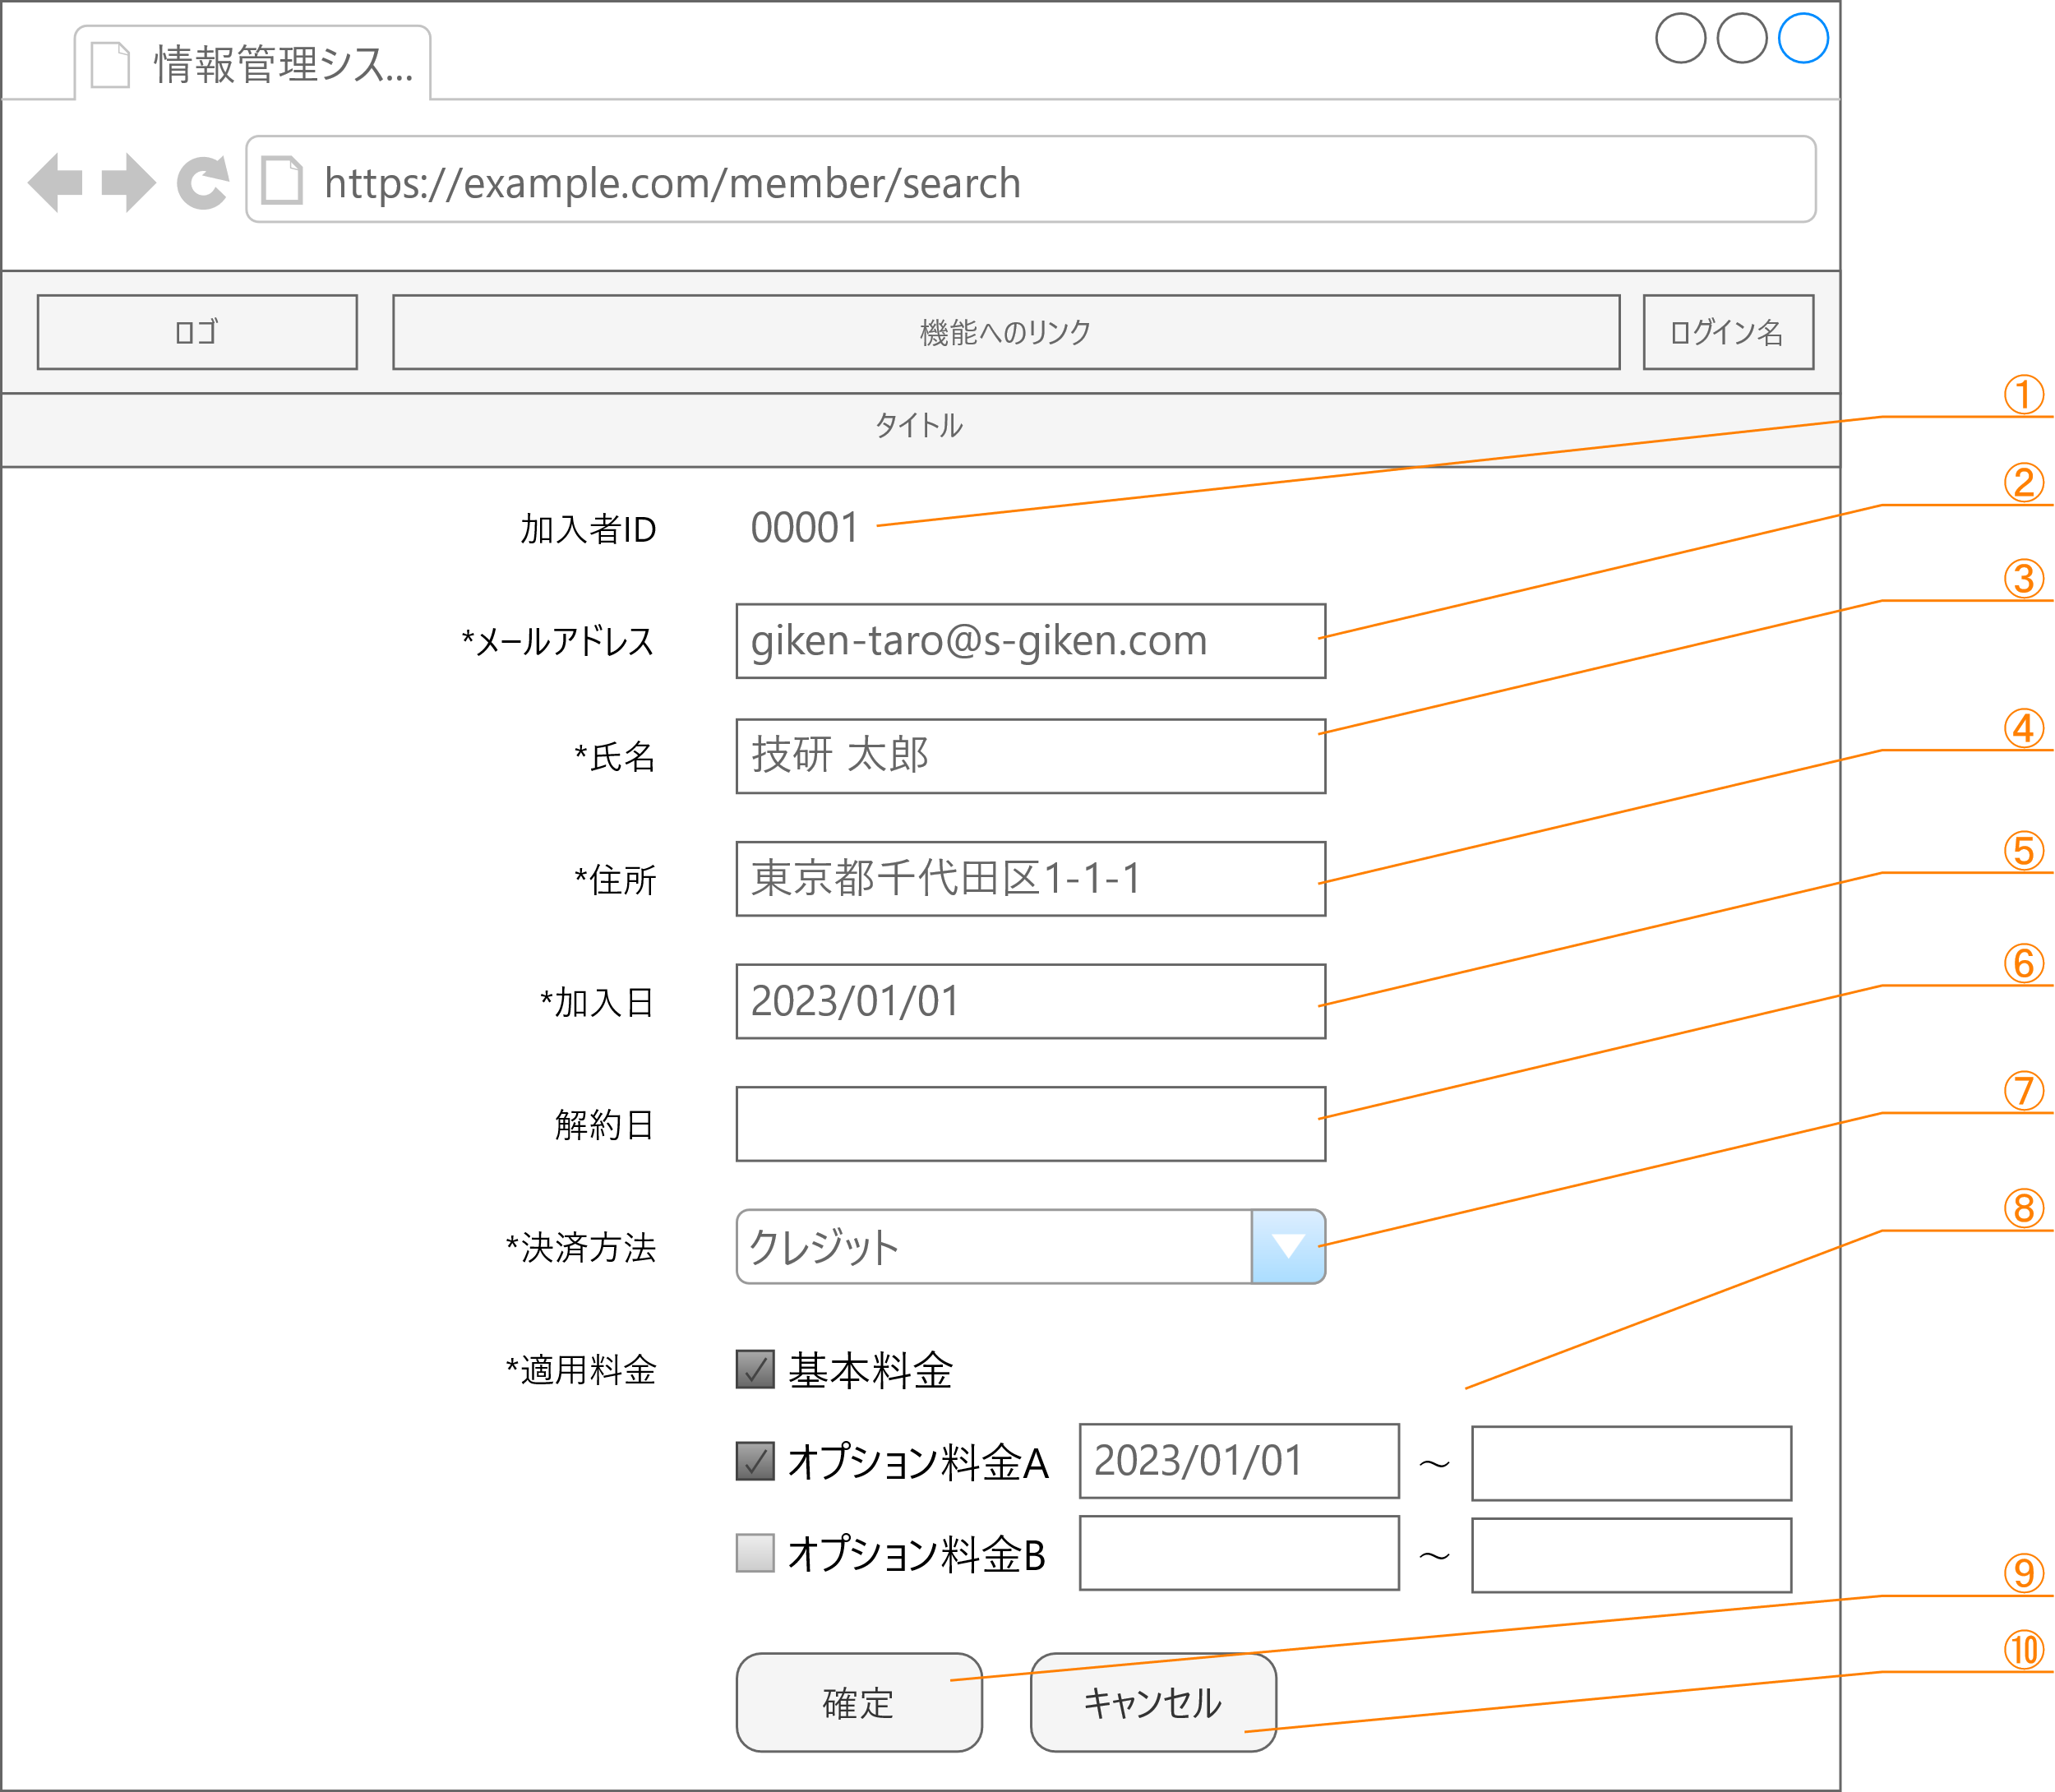 情報管理シス...
https://example.com/member/search
ロゴ 機能へのリンク ログイン名
タイトル
①
加入者ID 00001
②
*メールアドレス giken-taro@s-giken.com
③
*氏名 技研 太郎
④
*住所 東京都千代田区1-1-1
⑤
*加入日 2023/01/01
⑥
解約日
⑦
*決済方法 クレジット
⑧
*適用料金 基本料金
オプション料金A 2023/01/01 ～
オプション料金B ～
⑨
⑩
確定 キャンセル